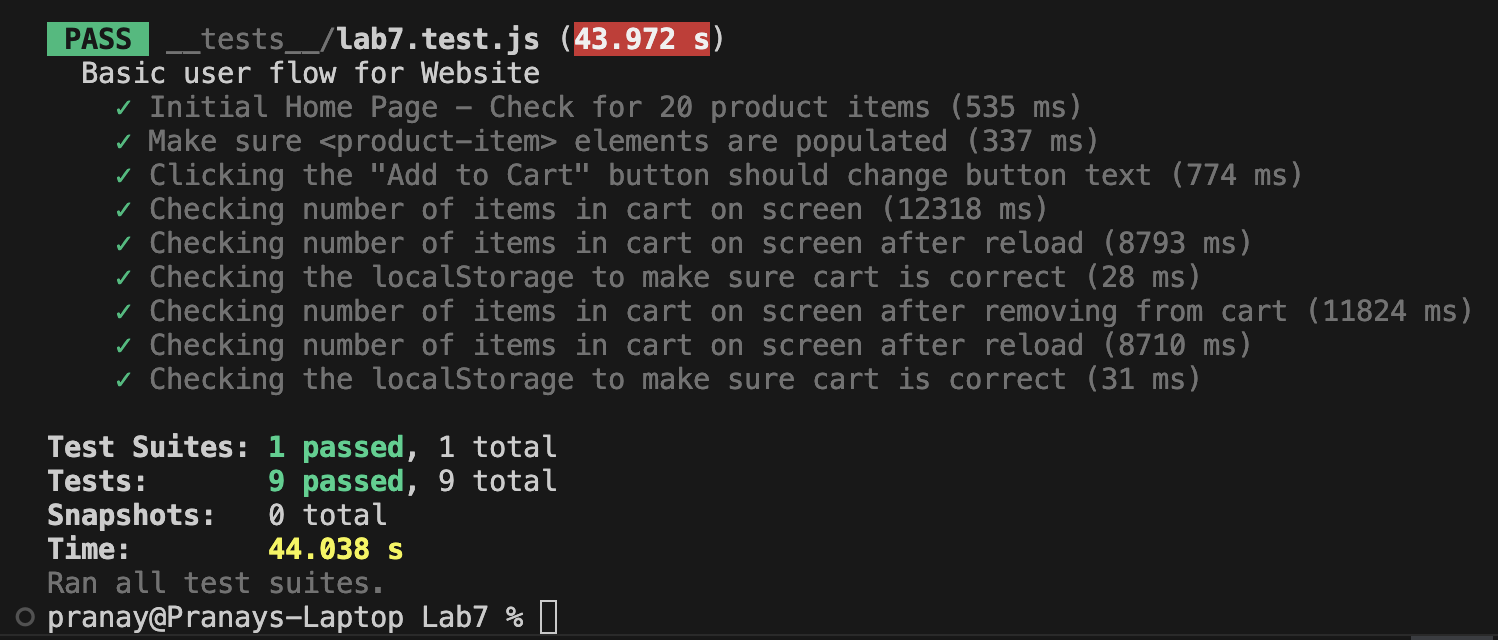 PASS __tests__/lab7.test.js (43.972 s)
Basic user flow for Website
✓ Initial Home Page – Check for 20 product items (535 ms)
✓ Make sure <product-item> elements are populated (337 ms)
✓ Clicking the "Add to Cart" button should change button text (774 ms)
✓ Checking number of items in cart on screen (12318 ms)
✓ Checking number of items in cart on screen after reload (8793 ms)
✓ Checking the localStorage to make sure cart is correct (28 ms)
✓ Checking number of items in cart on screen after removing from cart (11824 ms)
✓ Checking number of items in cart on screen after reload (8710 ms)
✓ Checking the localStorage to make sure cart is correct (31 ms)
Test Suites: 1 passed, 1 total
Tests: 9 passed, 9 total
Snapshots: 0 total
Time: 44.038 s
Ran all test suites.
pranay@Pranays-Laptop Lab7 %